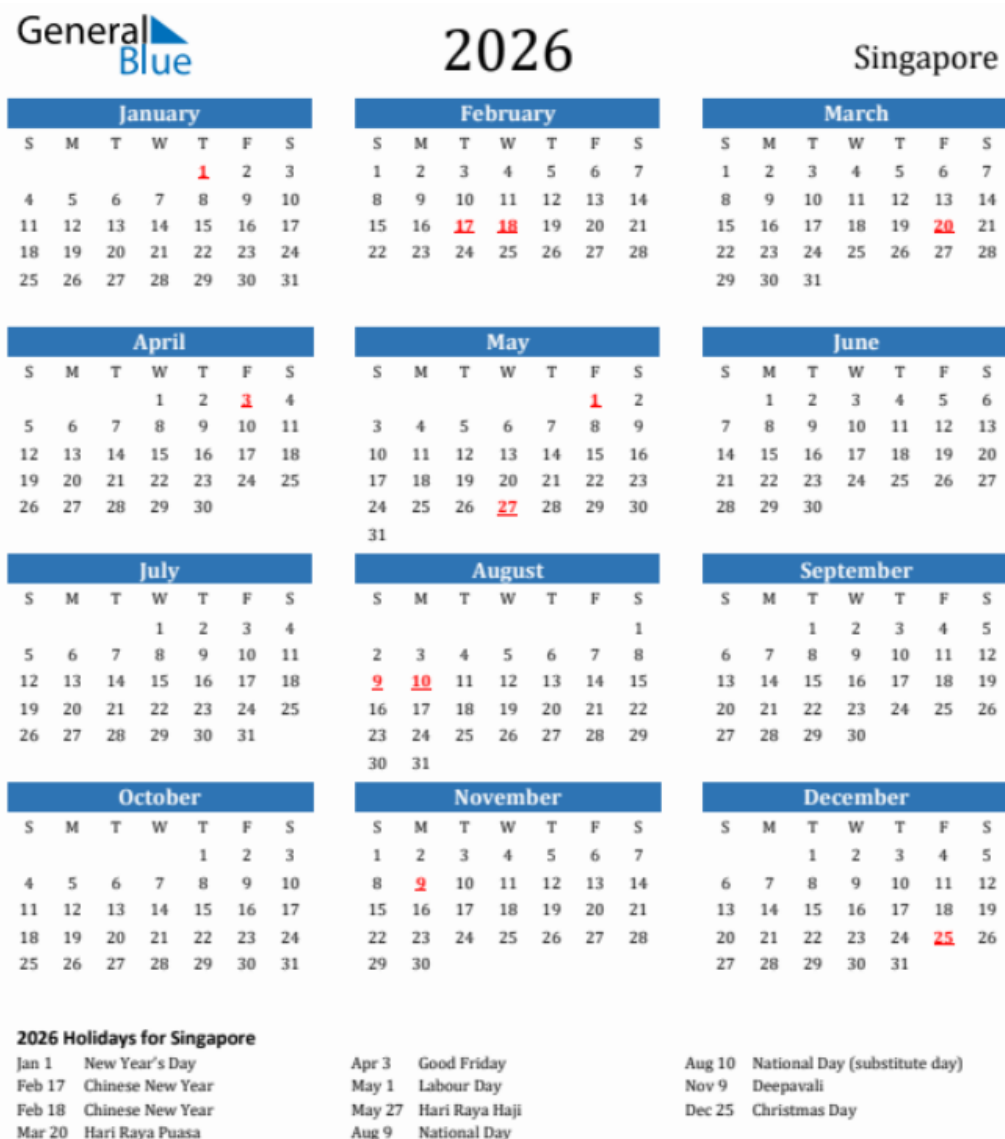 General
Blue
2026
Singapore
January February March
S M T W T F S S M T W T F S S M T W T F S
1 2 3 1 2 3 4 5 6 7 1 2 3 4 5 6 7
4 5 6 7 8 9 10 8 9 10 11 12 13 14 8 9 10 11 12 13 14
11 12 13 14 15 16 17 15 16 17 18 19 20 21 15 16 17 18 19 20 21
18 19 20 21 22 23 24 22 23 24 25 26 27 28 22 23 24 25 26 27 28
25 26 27 28 29 30 31 29 30 31
April May June
S M T W T F S S M T W T F S S M T W T F S
1 2 3 4 1 2 1 2 3 4 5 6
5 6 7 8 9 10 11 3 4 5 6 7 8 9 7 8 9 10 11 12 13
12 13 14 15 16 17 18 10 11 12 13 14 15 16 14 15 16 17 18 19 20
19 20 21 22 23 24 25 17 18 19 20 21 22 23 21 22 23 24 25 26 27
26 27 28 29 30 24 25 26 27 28 29 30 28 29 30
31
July August September
S M T W T F S S M T W T F S S M T W T F S
1 2 3 4 1 1 2 3 4 5
5 6 7 8 9 10 11 2 3 4 5 6 7 8 6 7 8 9 10 11 12
12 13 14 15 16 17 18 9 10 11 12 13 14 15 13 14 15 16 17 18 19
19 20 21 22 23 24 25 16 17 18 19 20 21 22 20 21 22 23 24 25 26
26 27 28 29 30 31 23 24 25 26 27 28 29 27 28 29 30
30 31
October November December
S M T W T F S S M T W T F S S M T W T F S
1 2 3 1 2 3 4 5 6 7 1 2 3 4 5
4 5 6 7 8 9 10 8 9 10 11 12 13 14 6 7 8 9 10 11 12
11 12 13 14 15 16 17 15 16 17 18 19 20 21 13 14 15 16 17 18 19
18 19 20 21 22 23 24 22 23 24 25 26 27 28 20 21 22 23 24 25 26
25 26 27 28 29 30 31 29 30 27 28 29 30 31
2026 Holidays for Singapore
Jan 1 New Year's Day Apr 3 Good Friday Aug 10 National Day (substitute day)
Feb 17 Chinese New Year May 1 Labour Day Nov 9 Deepavali
Feb 18 Chinese New Year May 27 Hari Raya Haji Dec 25 Christmas Day
Mar 20 Hari Raya Puasa Aug 9 National Day